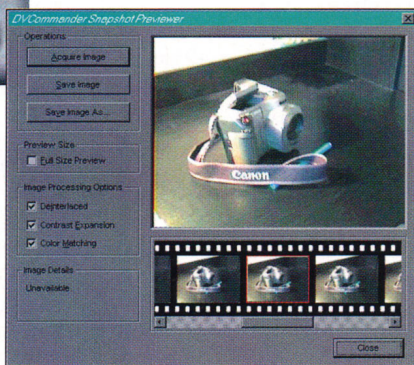 DVCommander Snapshot Previewer
Operations
Acquire Image
Save Image
Save Image As...
Preview Size
Full Size Preview
Image Processing Options
Deinterlaced
Contrast Expansion
Color Matching
Image Details
Unavailable
Canon
Close